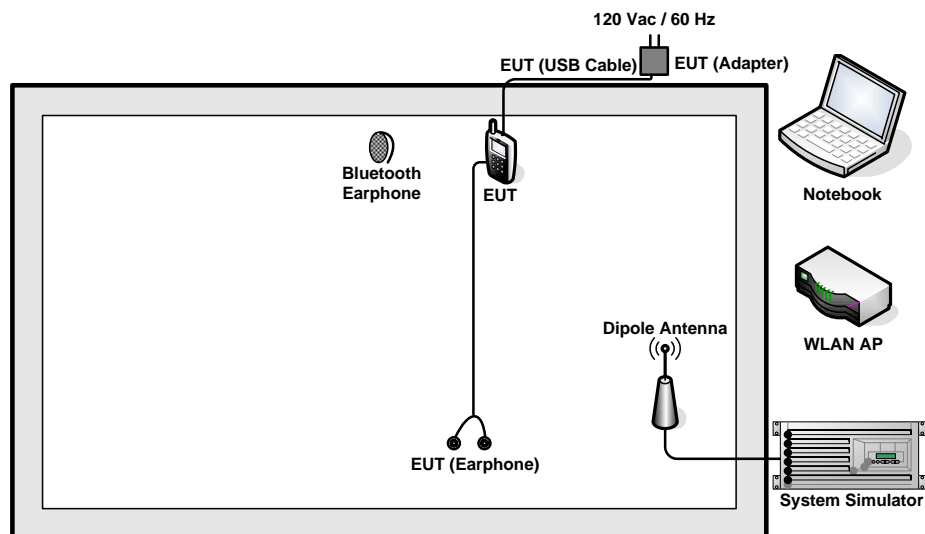 120 Vac / 60 Hz
EUT (USB Cable)
EUT (Adapter)
Bluetooth
Earphone
EUT
Notebook
WLAN AP
Dipole Antenna
EUT (Earphone)
System Simulator